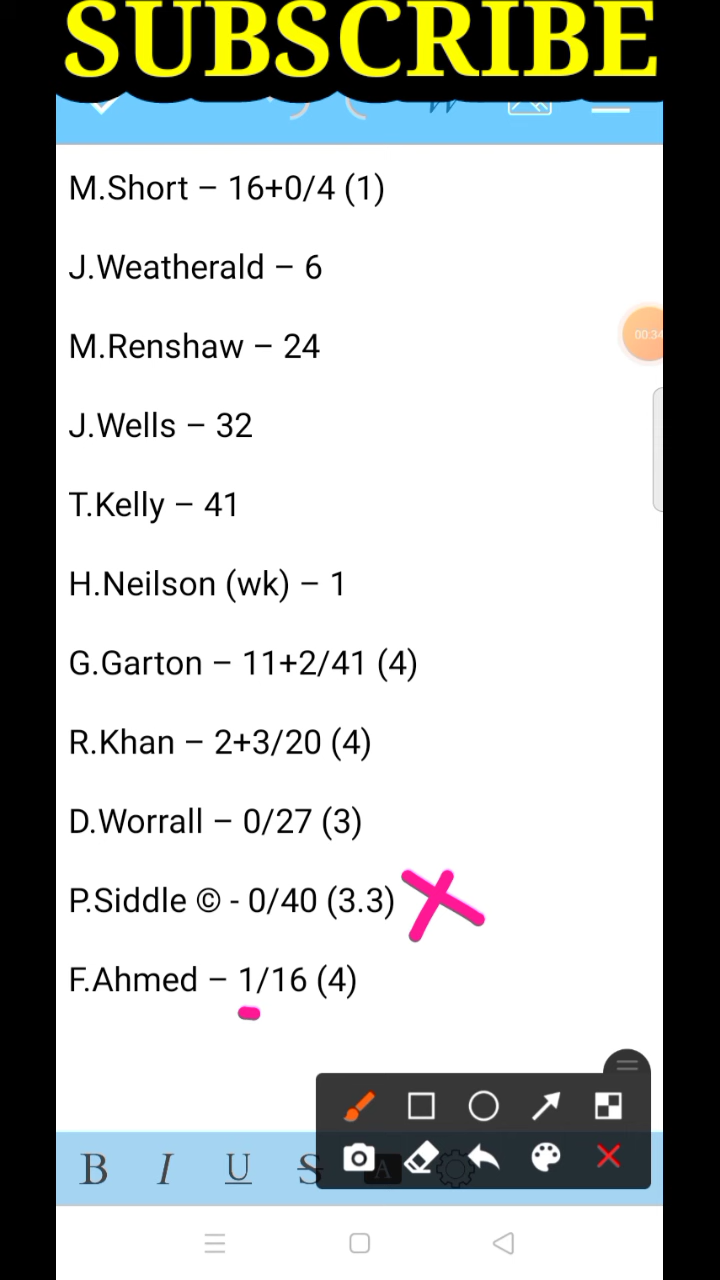 SUBSCRIBE
M.Short – 16+0/4 (1)
J.Weatherald – 6
M.Renshaw – 24
00:34
J.Wells – 32
T.Kelly – 41
H.Neilson (wk) – 1
G.Garton – 11+2/41 (4)
R.Khan – 2+3/20 (4)
D.Worrall – 0/27 (3)
P.Siddle © - 0/40 (3.3)
F.Ahmed – 1/16 (4)
B I U S A